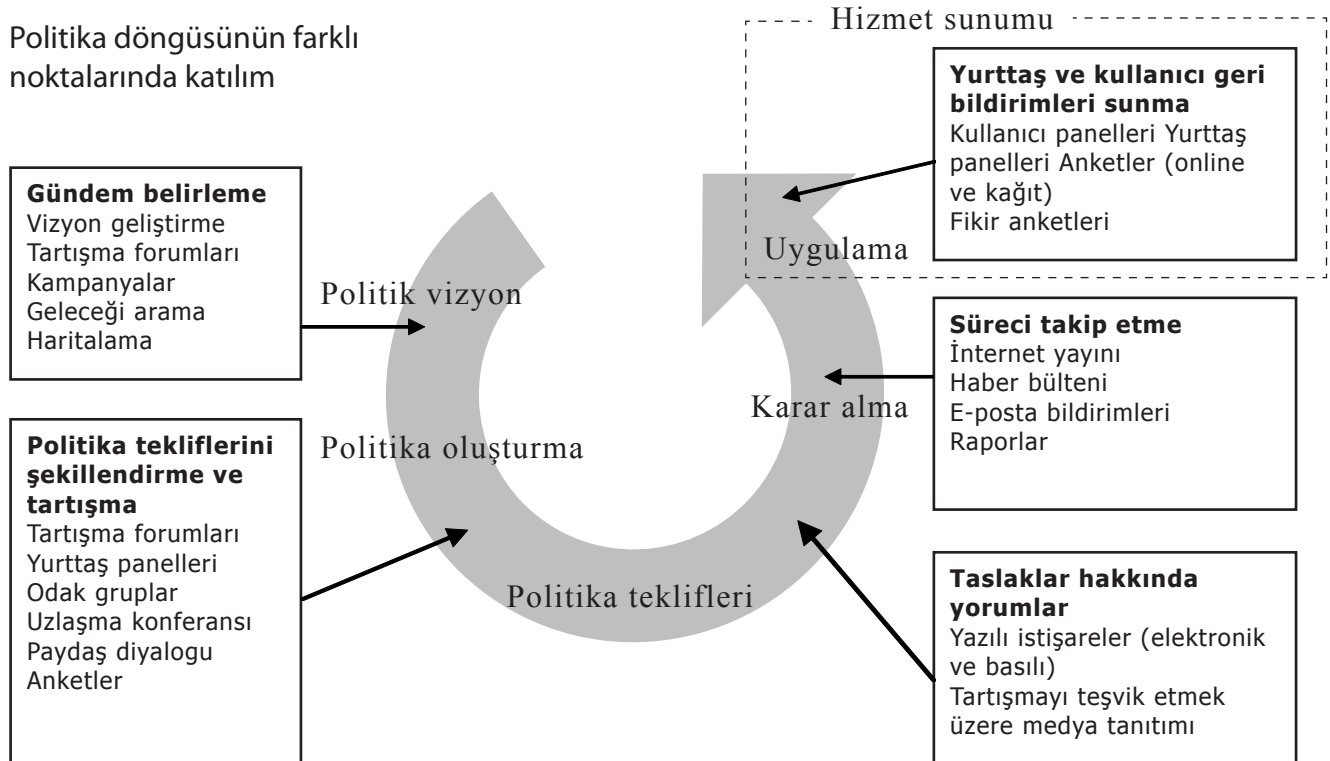 Politika döngüsünün farklı
noktalarında katılım
Hizmet sunumu
Yurttaş ve kullanıcı geri
bildirimleri sunma
Kullanıcı panelleri Yurttaş
panelleri Anketler (online
ve kağıt)
Fikir anketleri
Uygulama
Gündem belirleme
Vizyon geliştirme
Tartışma forumları
Kampanyalar
Geleceği arama
Haritalama
Politik vizyon
Süreci takip etme
İnternet yayını
Haber bülteni
E-posta bildirimleri
Raporlar
Karar alma
Politika tekliflerini
şekillendirme ve
tartışma
Tartışma forumları
Yurttaş panelleri
Odak gruplar
Uzlaşma konferansı
Paydaş diyalogu
Anketler
Politika oluşturma
Politika teklifleri
Taslaklar hakkında
yorumlar
Yazılı istişareler (elektronik
ve basılı)
Tartışmayı teşvik etmek
üzere medya tanıtımı